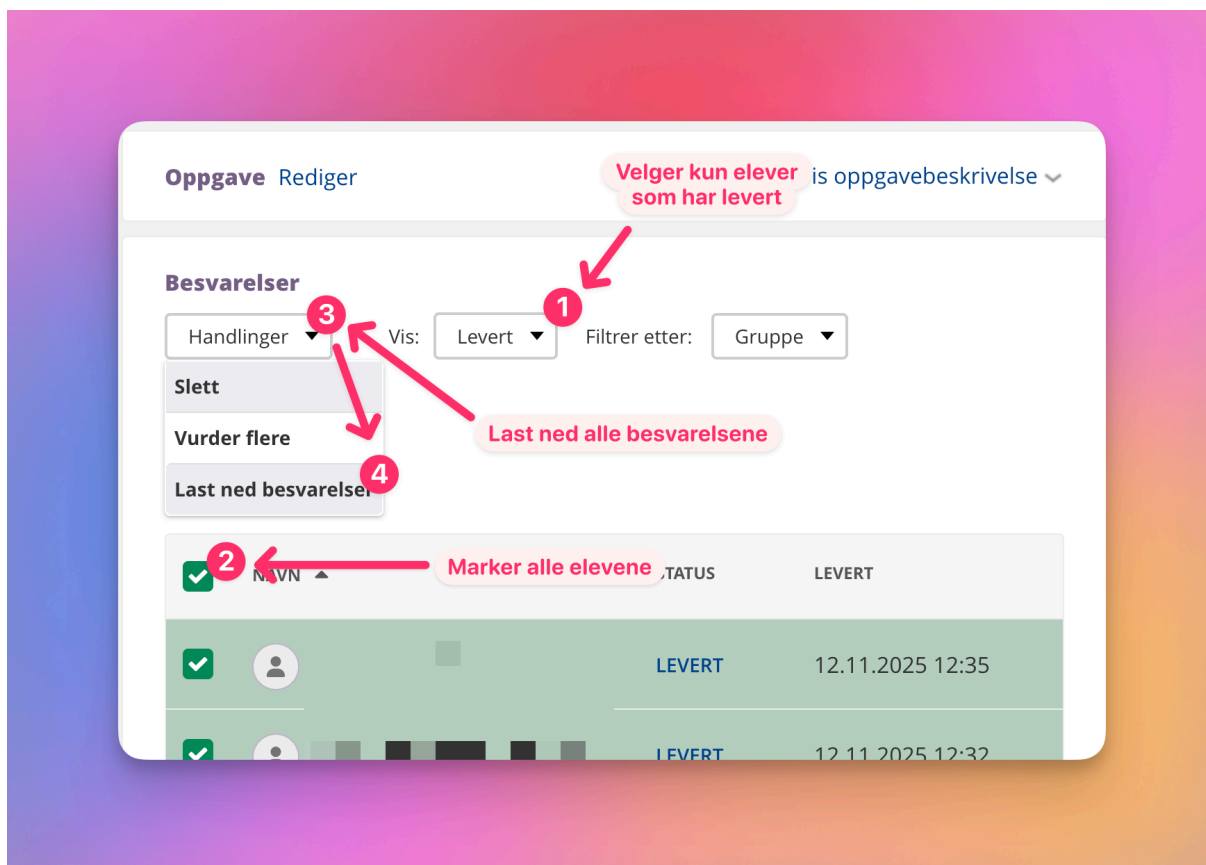 Oppgave Rediger
Velger kun elever
som har levert
is oppgavebeskrivelse
Besvarelser
3
1
Handlinger
Vis:
Levert
Filtrer etter:
Gruppe
Slett
Vurder flere
Last ned alle besvarelsene
4
Last ned besvarelser
2
NAVN
Marker alle elevene
TATUS
LEVERT
LEVERT
12.11.2025 12:35
LEVERT
12.11.2025 12:32